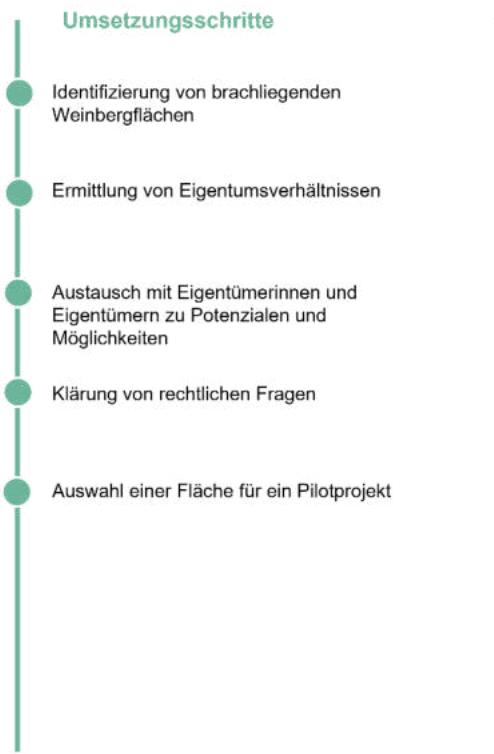 Umsetzungsschritte
Identifizierung von brachliegenden
Weinbergflächen
Ermittlung von Eigentumsverhältnissen
Austausch mit Eigentümerinnen und
Eigentümern zu Potenzialen und
Möglichkeiten
Klärung von rechtlichen Fragen
Auswahl einer Fläche für ein Pilotprojekt